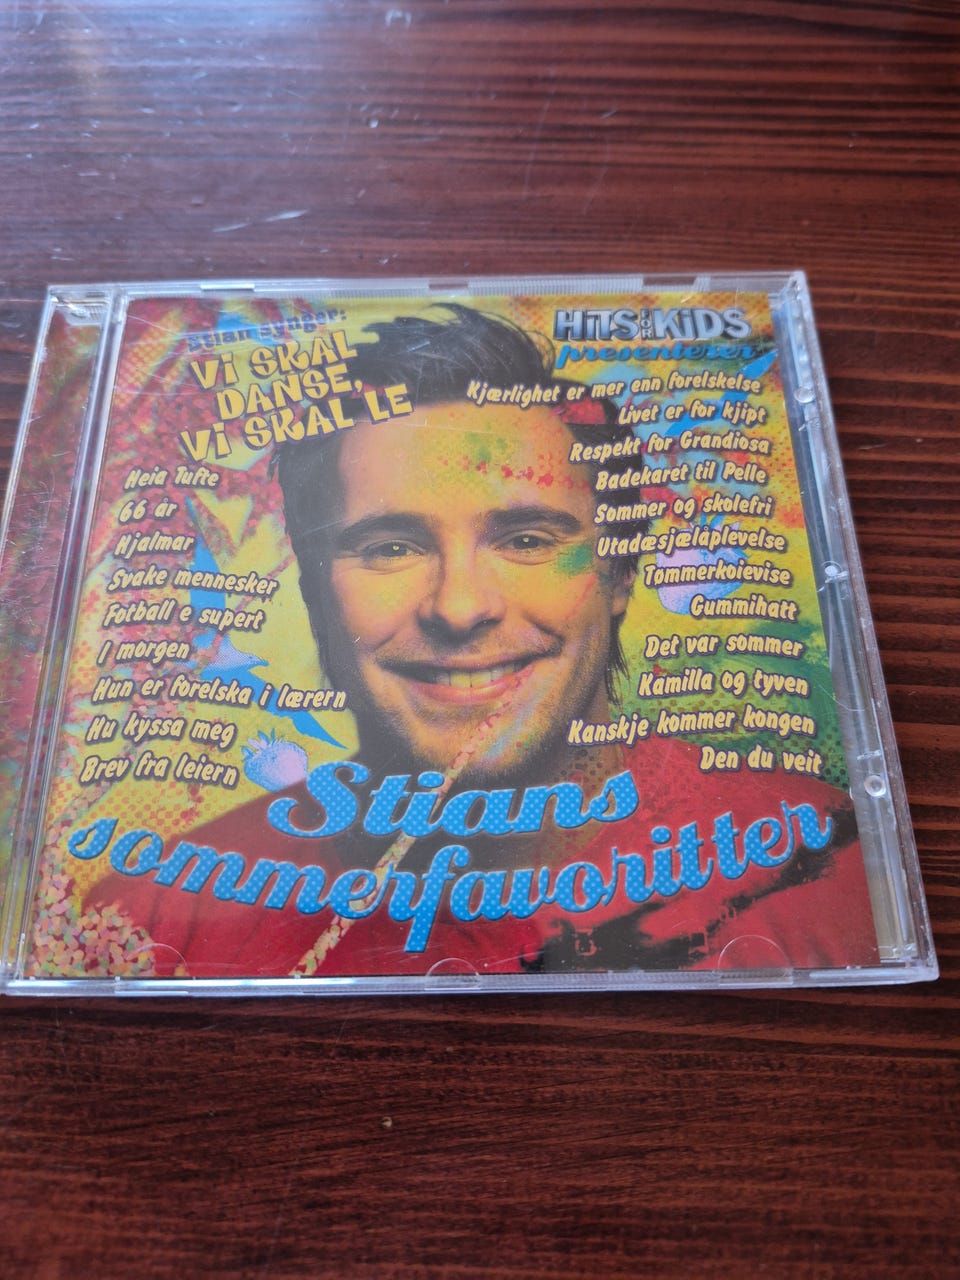 Stian synger:
Vi SKAL
DANSE,
Vi SKAL LE
Heia Tufte
66 år
Hjalmar
Svake mennesker
Fotball e supert
I morgen
Hun er forelska i lærern
Hu kyssa meg
Brev fra leiern
HiTS FOR KiDS
presenterer
Kjærlighet er mer enn forelskelse
Livet er for kjipt
Respekt for Grandiosa
Badekaret til Pelle
Sommer og skolefri
Utadæsjælåplevelse
Tømmerkoievise
Gummihatt
Det var sommer
Kamilla og tyven
Kanskje kommer kongen
Den du veit
Stians
sommerfavoritter